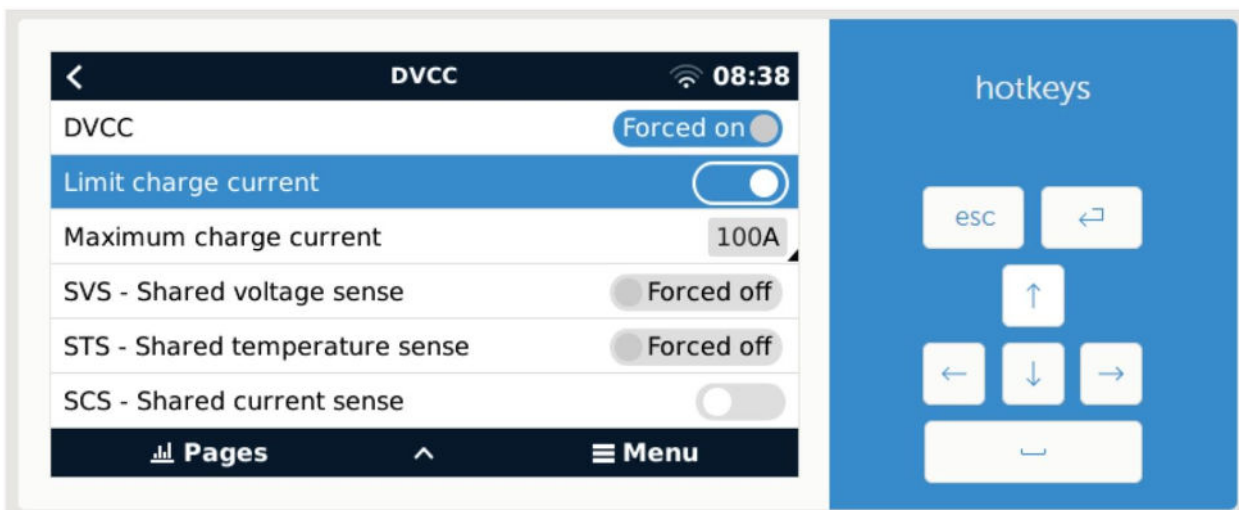 DVCC 08:38
DVCC Forced on
Limit charge current
Maximum charge current 100A
SVS - Shared voltage sense Forced off
STS - Shared temperature sense Forced off
SCS - Shared current sense
Pages Menu
hotkeys
esc